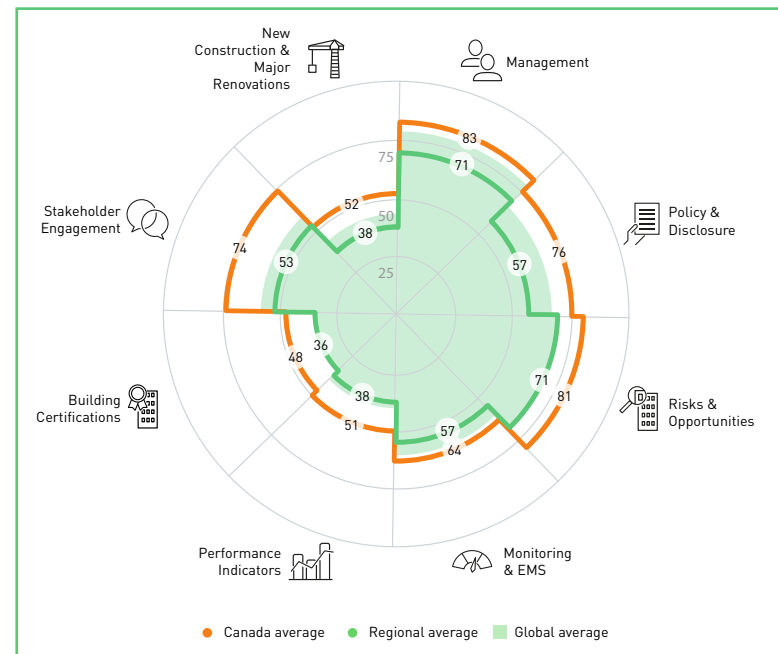 New
Construction &
Major
Renovations
Management
83
71
75
50
25
52
38
Stakeholder
Engagement
74
53
Policy &
Disclosure
76
57
Building
Certifications
48
36
Risks &
Opportunities
71
81
38
51
57
64
Performance
Indicators
Monitoring
& EMS
Canada average
Regional average
Global average